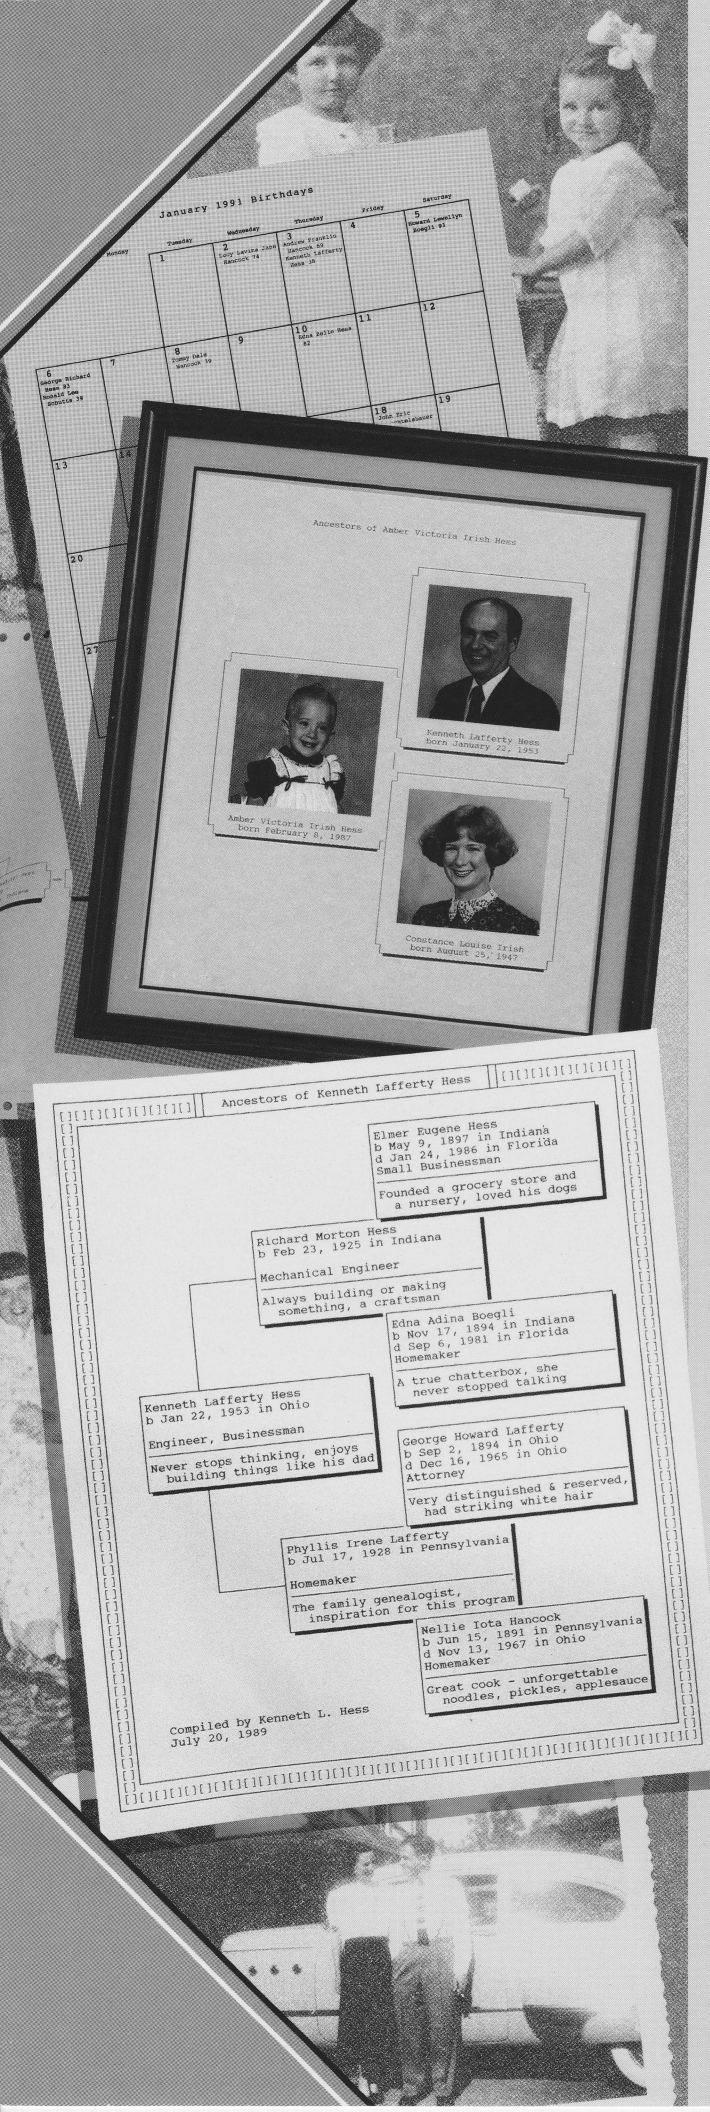 January 1991 Birthdays
Monday Tuesday Wednesday Thursday Friday Saturday
1
2
Lucy Lavina Jane
Hancock 74
3
Andrew Franklin
Hancock 69
Kenneth Lafferty
Hess 38
4
5
Howard Lewellyn
Boegli 93
6
George Richard
Hess 93
Ronald Lee
Schutts 39
7
8
Tommy Dale
Hancock
9
10
Edna Belle Hess
82
11
12
13
14
18
John Eric
19
20
27
Ancestors of Amber Victoria Irish Hess
Kenneth Lafferty Hess
born January 22, 1953
Amber Victoria Irish Hess
born February 8, 1987
Constance Louise Irish
born August 25, 1947
Ancestors of Kenneth Lafferty Hess
Elmer Eugene Hess
b May 9, 1897 in Indiana
d Jan 24, 1986 in Florida
Small Businessman
Founded a grocery store and
a nursery, loved his dogs
Richard Morton Hess
b Feb 23, 1925 in Indiana
Mechanical Engineer
Always building or making
something, a craftsman
Edna Adina Boegli
b Nov 17, 1894 in Indiana
d Sep 6, 1981 in Florida
Homemaker
A true chatterbox, she
never stopped talking
Kenneth Lafferty Hess
b Jan 22, 1953 in Ohio
Engineer, Businessman
Never stops thinking, enjoys
building things like his dad
George Howard Lafferty
b Sep 2, 1894 in Ohio
d Dec 16, 1965 in Ohio
Attorney
Very distinguished & reserved,
had striking white hair
Phyllis Irene Lafferty
b Jul 17, 1928 in Pennsylvania
Homemaker
The family genealogist,
inspiration for this program
Nellie Iota Hancock
b Jun 15, 1891 in Pennsylvania
d Nov 13, 1967 in Ohio
Homemaker
Great cook - unforgettable
noodles, pickles, applesauce
Compiled by Kenneth L. Hess
July 20, 1989